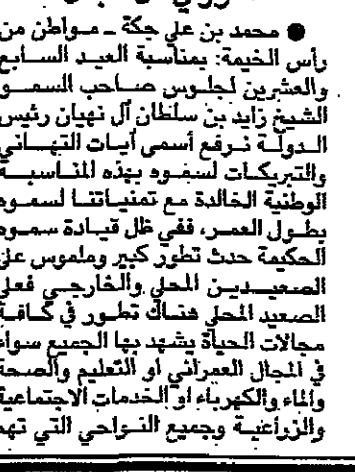 ● محمد بن علي جكة ـ مواطن من
رأس الخيمة: بمناسبة العيد السابع
والعشرين لجلوس صاحب السمو
الشيخ زايد بن سلطان آل نهيان رئيس
الدولة نرفع أسمى آيات التهاني
والتبريكات لسموه بهذه المناسبة
الوطنية الخالدة مع تمنياتنا لسموه
بطول العمر، ففي ظل قيادة سموه
الحكيمة حدث تطور كبير وملموس على
الصعيدين المحلي والخارجي فعلى
الصعيد المحلي هناك تطور في كافة
مجالات الحياة يشهد بها الجميع سواء
في المجال العمراني او التعليم والصحة
والماء والكهرباء او الخدمات الاجتماعية
والزراعية وجميع النواحي التي تهم